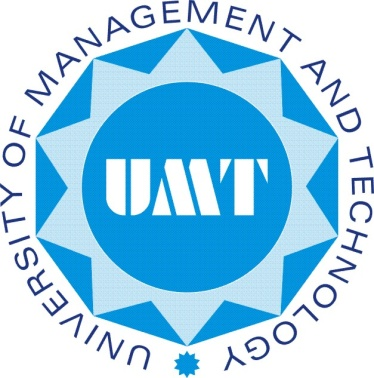 UNIVERSITY OF MANAGEMENT AND TECHNOLOGY
UMT